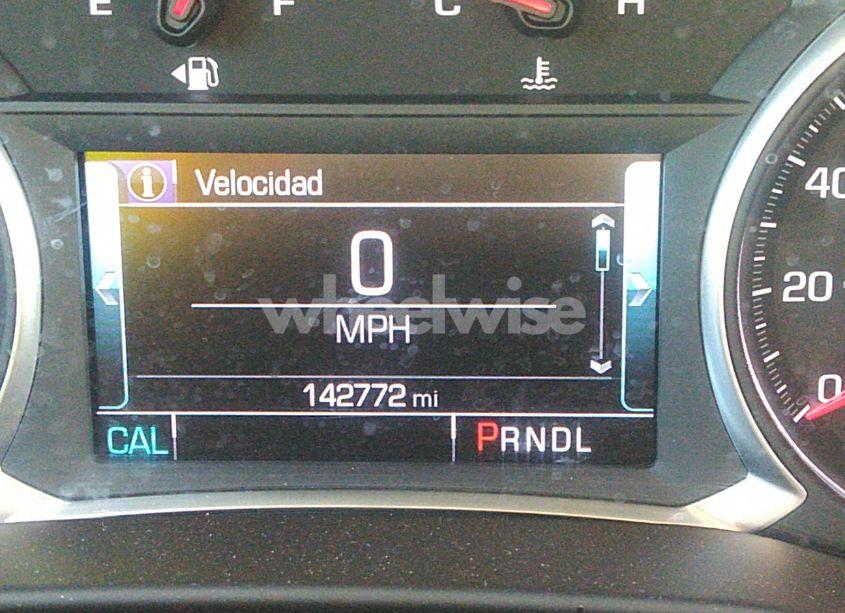 E F C H
Velocidad
0
MPH
142772 mi
CAL PRNDL
40
20
0
wheelwise